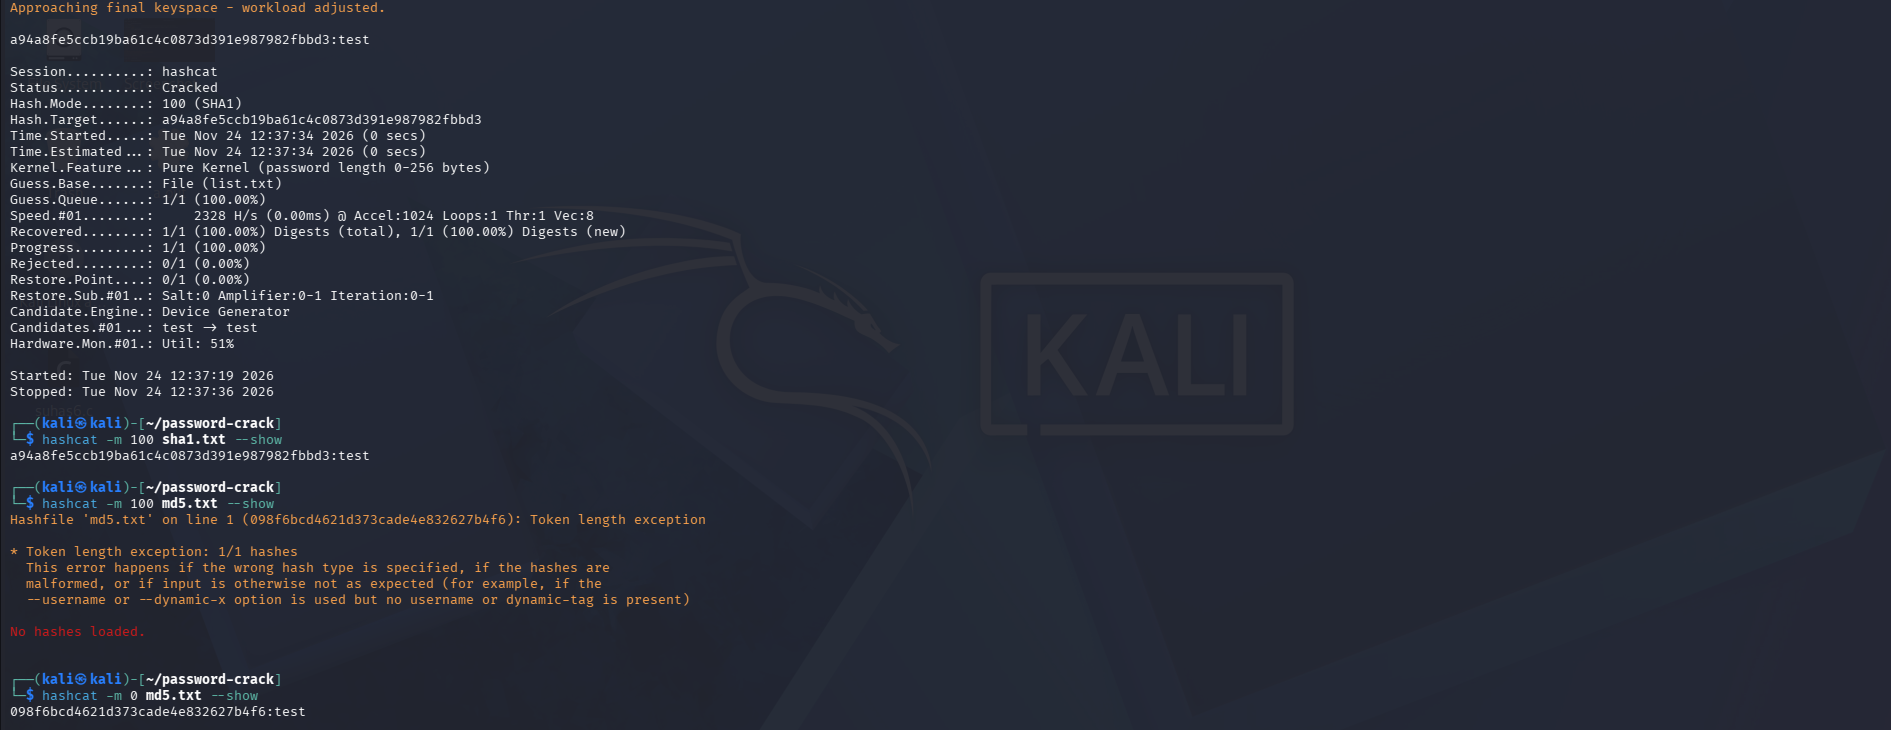 Approaching final keyspace - workload adjusted.
a94a8fe5ccb19ba61c4c0873d391e987982fbbd3:test
Session..........: hashcat
Status...........: Cracked
Hash.Mode........: 100 (SHA1)
Hash.Target......: a94a8fe5ccb19ba61c4c0873d391e987982fbbd3
Time.Started.....: Tue Nov 24 12:37:34 2026 (0 secs)
Time.Estimated...: Tue Nov 24 12:37:34 2026 (0 secs)
Kernel.Feature...: Pure Kernel (password length 0-256 bytes)
Guess.Base.......: File (list.txt)
Guess.Queue......: 1/1 (100.00%)
Speed.#01........:     2328 H/s (0.00ms) @ Accel:1024 Loops:1 Thr:1 Vec:8
Recovered........: 1/1 (100.00%) Digests (total), 1/1 (100.00%) Digests (new)
Progress.........: 1/1 (100.00%)
Rejected.........: 0/1 (0.00%)
Restore.Point....: 0/1 (0.00%)
Restore.Sub.#01..: Salt:0 Amplifier:0-1 Iteration:0-1
Candidate.Engine.: Device Generator
Candidates.#01...: test -> test
Hardware.Mon.#01.: Util: 51%
Started: Tue Nov 24 12:37:19 2026
Stopped: Tue Nov 24 12:37:36 2026
┌──(kali㉿kali)-[~/password-crack]
└─$ hashcat -m 100 sha1.txt --show
a94a8fe5ccb19ba61c4c0873d391e987982fbbd3:test
┌──(kali㉿kali)-[~/password-crack]
└─$ hashcat -m 100 md5.txt --show
Hashfile 'md5.txt' on line 1 (098f6bcd4621d373cade4e832627b4f6): Token length exception
* Token length exception: 1/1 hashes
  This error happens if the wrong hash type is specified, if the hashes are
  malformed, or if input is otherwise not as expected (for example, if the
  --username or --dynamic-x option is used but no username or dynamic-tag is present)
No hashes loaded.
┌──(kali㉿kali)-[~/password-crack]
└─$ hashcat -m 0 md5.txt --show
098f6bcd4621d373cade4e832627b4f6:test
KALI